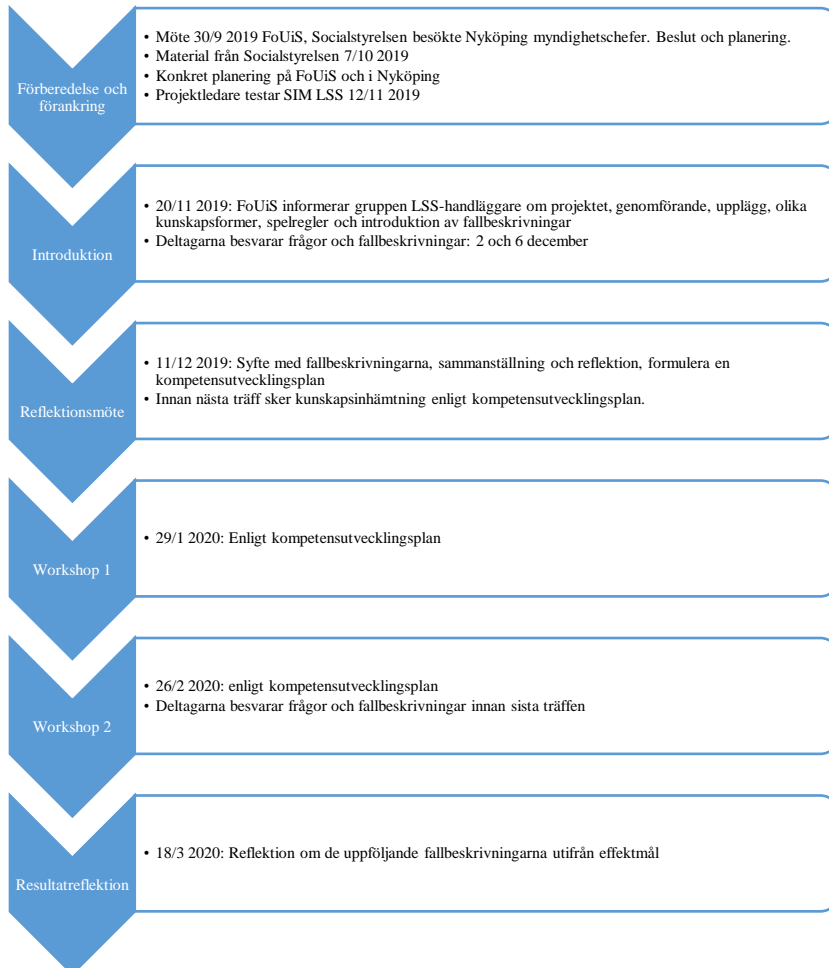 Förberedelse och
förankring
• Möte 30/9 2019 FoUiS, Socialstyrelsen besökte Nyköping myndighetschefer. Beslut och planering.
• Material från Socialstyrelsen 7/10 2019
• Konkret planering på FoUiS och i Nyköping
• Projektledare testar SIM LSS 12/11 2019
Introduktion
• 20/11 2019: FoUiS informerar gruppen LSS-handläggare om projektet, genomförande, upplägg, olika
kunskapsformer, spelregler och introduktion av fallbeskrivningar
• Deltagarna besvarar frågor och fallbeskrivningar: 2 och 6 december
Reflektionsmöte
• 11/12 2019: Syfte med fallbeskrivningarna, sammanställning och reflektion, formulera en
kompetensutvecklingsplan
• Innan nästa träff sker kunskapsinhämtning enligt kompetensutvecklingsplan.
Workshop 1
• 29/1 2020: Enligt kompetensutvecklingsplan
Workshop 2
• 26/2 2020: enligt kompetensutvecklingsplan
• Deltagarna besvarar frågor och fallbeskrivningar innan sista träffen
Resultatreflektion
• 18/3 2020: Reflektion om de uppföljande fallbeskrivningarna utifrån effektmål